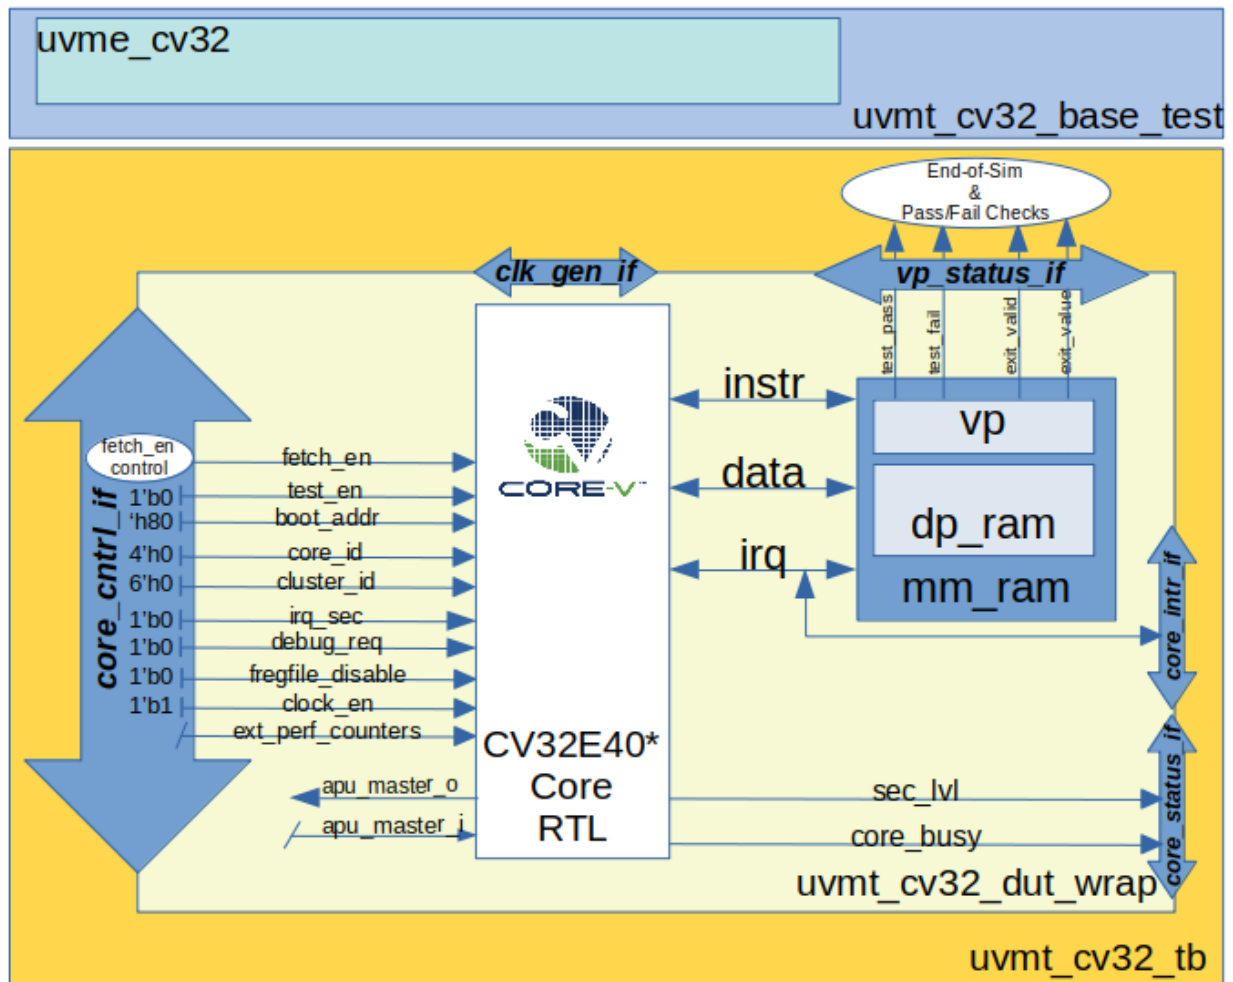 uvme_cv32
uvmt_cv32_base_test
End-of-Sim
&
Pass/Fail Checks
clk_gen_if
vp_status_if
test_pass
test_fail
exit_valid
exit_value
instr
vp
fetch_en
control
fetch_en
core_cntrl_if
1'b0
test_en
‘h80
boot_addr
4'h0
core_id
6'h0
cluster_id
1'b0
irq_sec
1'b0
debug_req
1'b0
fregfile_disable
1'b1
clock_en
ext_perf_counters
CORE-V™
data
dp_ram
irq
mm_ram
core_intr_if
CV32E40*
Core
RTL
apu_master_o
apu_master_i
sec_lvl
core_busy
core_status_if
uvmt_cv32_dut_wrap
uvmt_cv32_tb